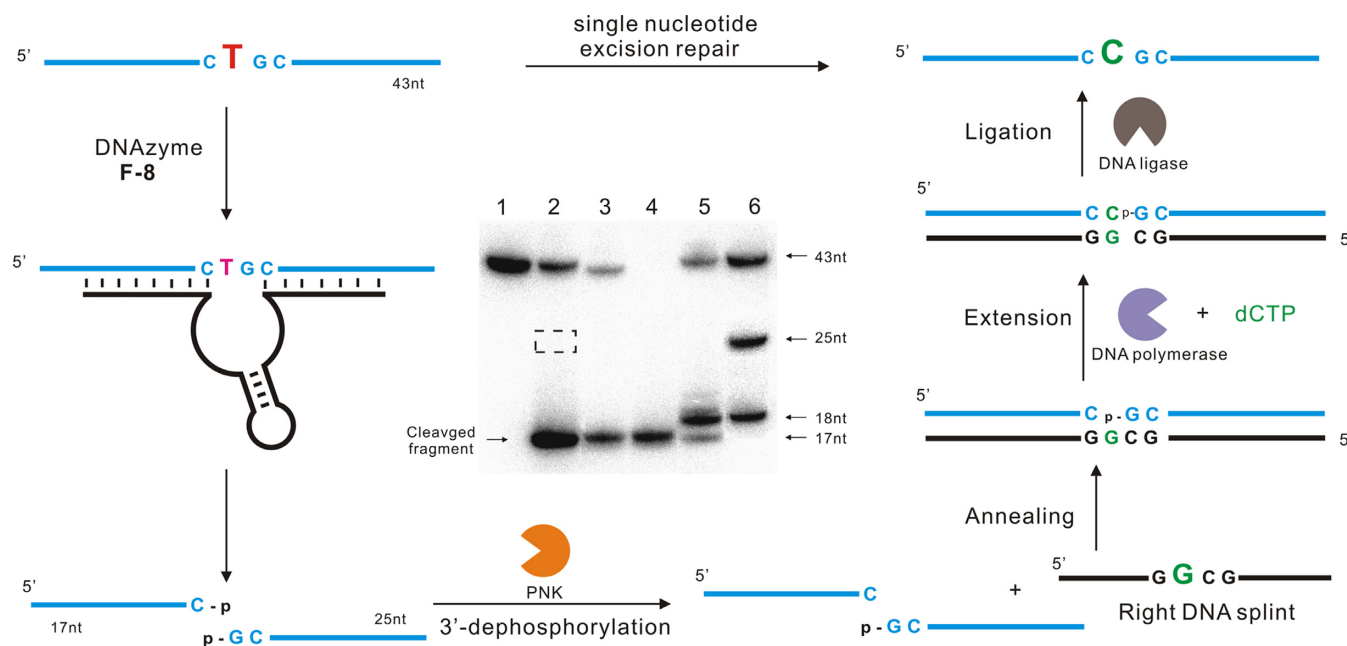 single nucleotide
excision repair
5'
C T G C
43nt
DNAzyme
F-8
5'
C T G C
17nt
C - p
p - G C
25nt
PNK
3'-dephosphorylation
1 2 3 4 5 6
43nt
25nt
18nt
17nt
Cleavged
fragment
5'
C C G C
Ligation
DNA ligase
5'
C C p- G C
G G C G
5
Extension
DNA polymerase
+ dCTP
5'
C p - G C
G G C G
5
Annealing
5'
C
p - G C
+
5'
G G C G
Right DNA splint
5'